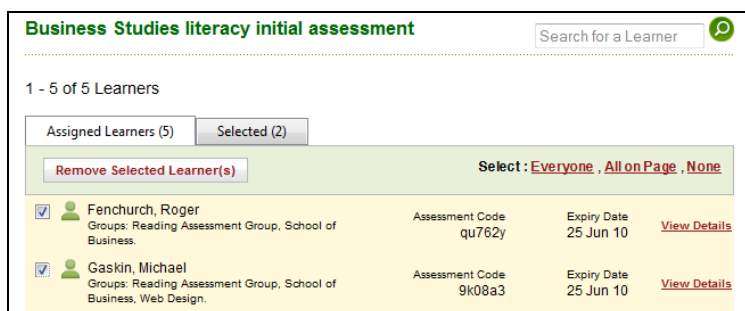 Business Studies literacy initial assessment
Search for a Learner
1 - 5 of 5 Learners
Assigned Learners (5) Selected (2)
Remove Selected Learner(s) Select : Everyone , All on Page , None
Fenchurch, Roger
Groups: Reading Assessment Group, School of
Business.
Assessment Code
qu762y
Expiry Date
25 Jun 10
View Details
Gaskin, Michael
Groups: Reading Assessment Group, School of
Business, Web Design.
Assessment Code
9k08a3
Expiry Date
25 Jun 10
View Details